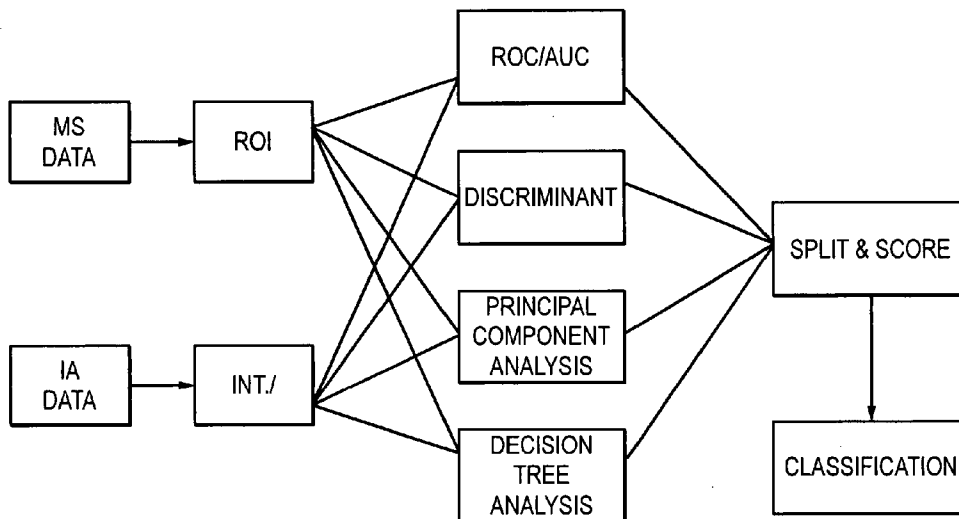 MS
DATA
ROI
IA
DATA
INT./
ROC/AUC
DISCRIMINANT
PRINCIPAL
COMPONENT
ANALYSIS
DECISION
TREE
ANALYSIS
SPLIT & SCORE
CLASSIFICATION